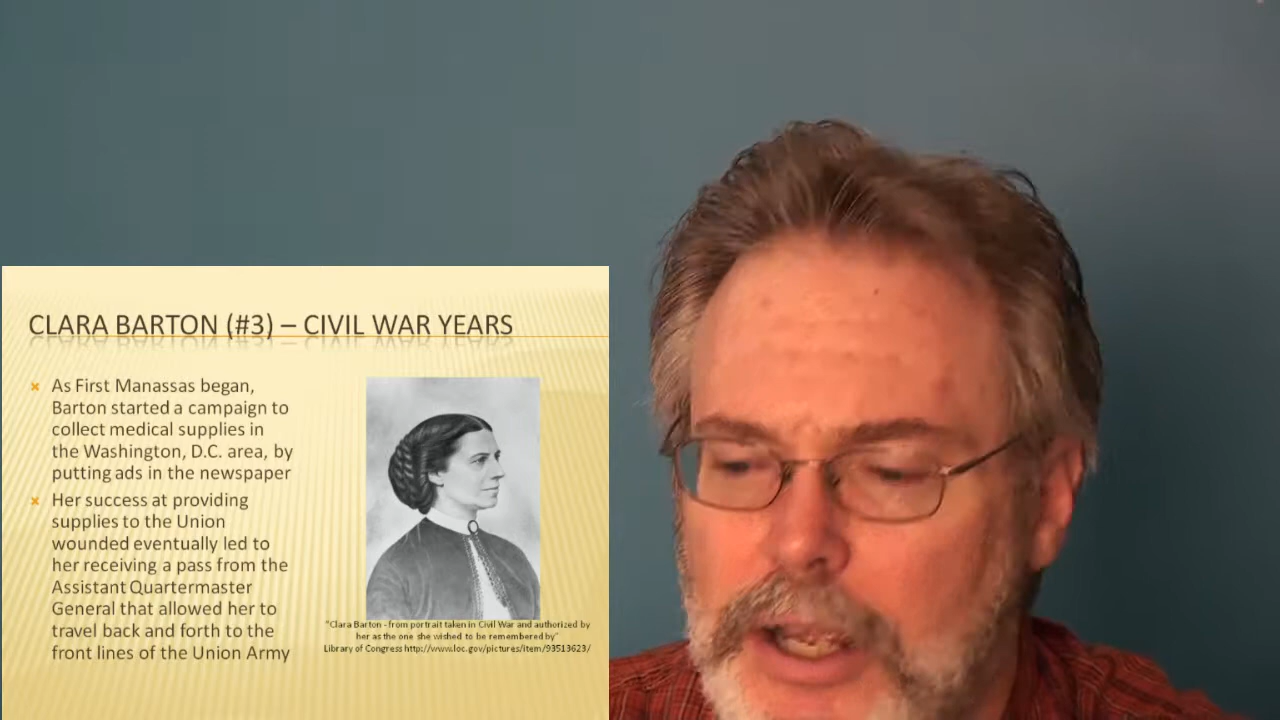 CLARA BARTON (#3) – CIVIL WAR YEARS
× As First Manassas began,
Barton started a campaign to
collect medical supplies in
the Washington, D.C. area, by
putting ads in the newspaper
× Her success at providing
supplies to the Union
wounded eventually led to
her receiving a pass from the
Assistant Quartermaster
General that allowed her to
travel back and forth to the
front lines of the Union Army
"Clara Barton - from portrait taken in Civil War and authorized by
her as the one she wished to be remembered by"
Library of Congress http://www.loc.gov/pictures/item/93513623/